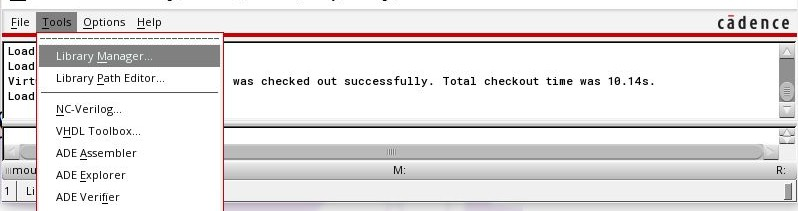 File Tools Options Help cādence
Library Manager...
Library Path Editor...
NC-Verilog...
VHDL Toolbox...
ADE Assembler
ADE Explorer
ADE Verifier
Load
Load
Virt was checked out successfully. Total checkout time was 10.14s.
Load
mou M: R:
1 Li